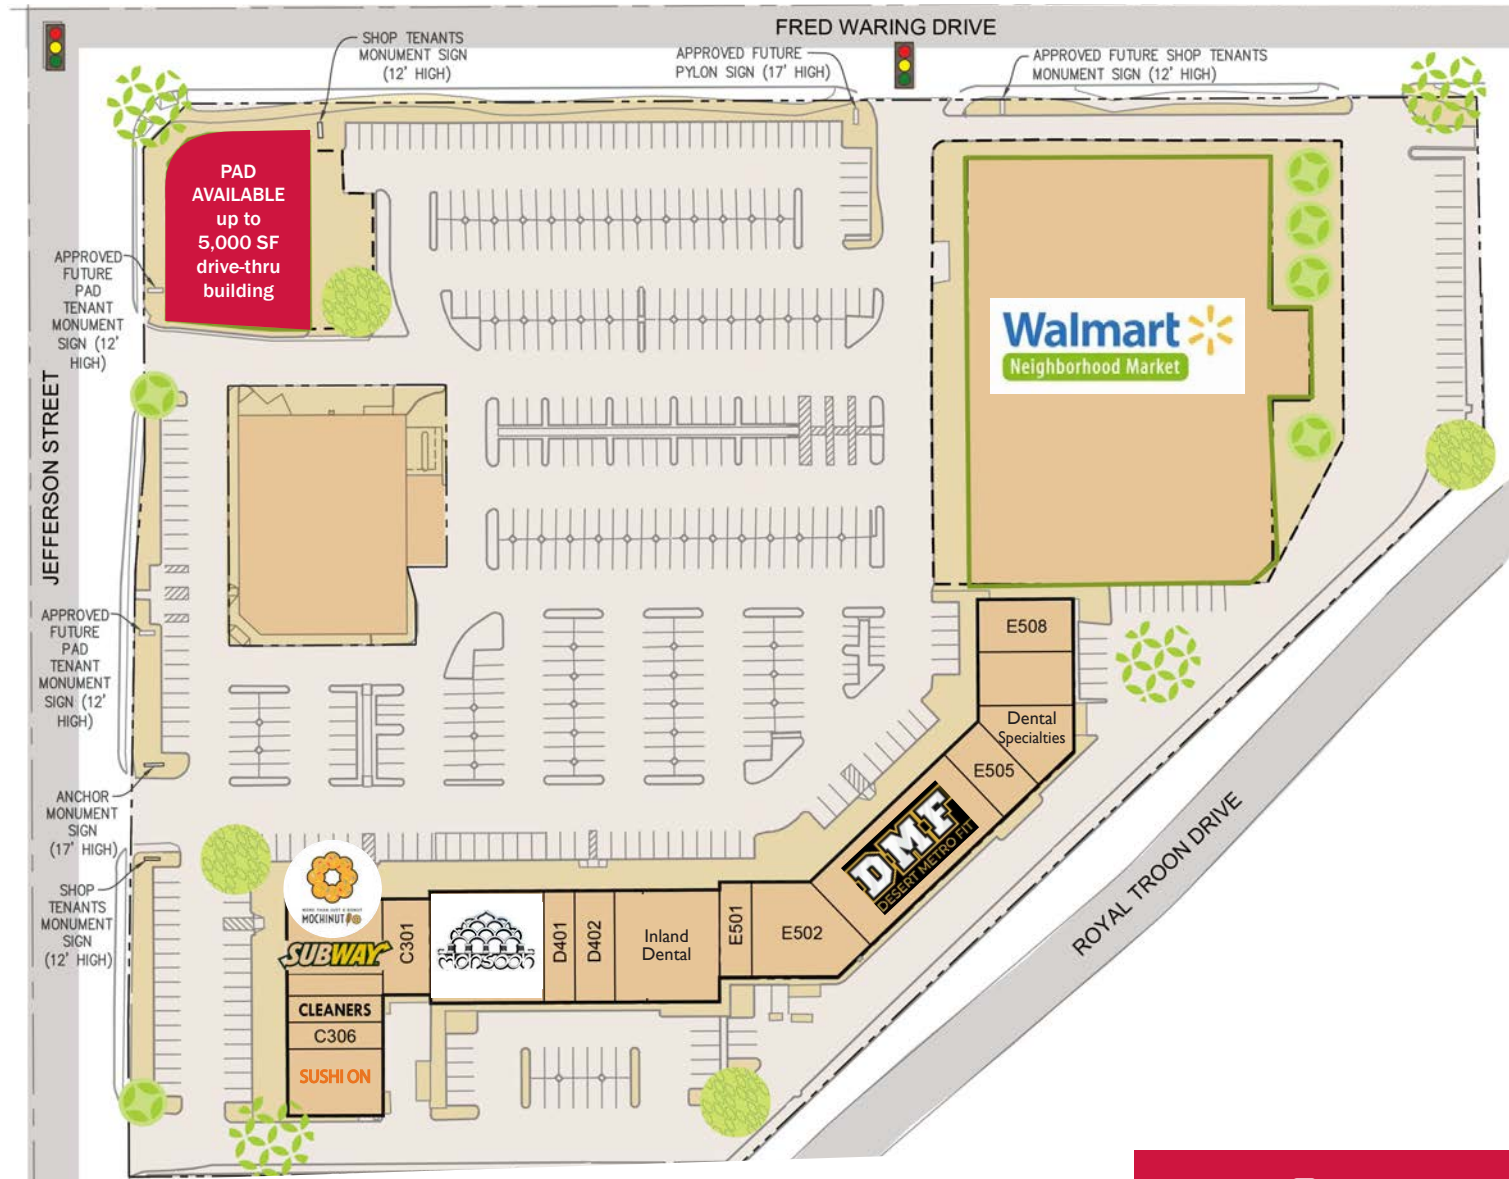 FRED WARING DRIVE
SHOP TENANTS
MONUMENT SIGN
(12' HIGH)
APPROVED FUTURE
PYLON SIGN (17' HIGH)
APPROVED FUTURE SHOP TENANTS
MONUMENT SIGN (12' HIGH)
PAD
AVAILABLE
up to
5,000 SF
drive-thru
building
APPROVED
FUTURE
PAD
TENANT
MONUMENT
SIGN (12'
HIGH)
Walmart
Neighborhood Market
JEFFERSON STREET
APPROVED
FUTURE
PAD
TENANT
MONUMENT
SIGN (12'
HIGH)
E508
Dental
Specialties
E505
ANCHOR
MONUMENT
SIGN
(17' HIGH)
DMF
DESERT METRO FIT
ROYAL TROON DRIVE
SHOP
TENANTS
MONUMENT
SIGN
(12' HIGH)
MORE THAN JUST A DONUT
MOCHINUT
SUBWAY
C301
D401
D402
Inland
Dental
E501
E502
CLEANERS
C306
SUSHI ON